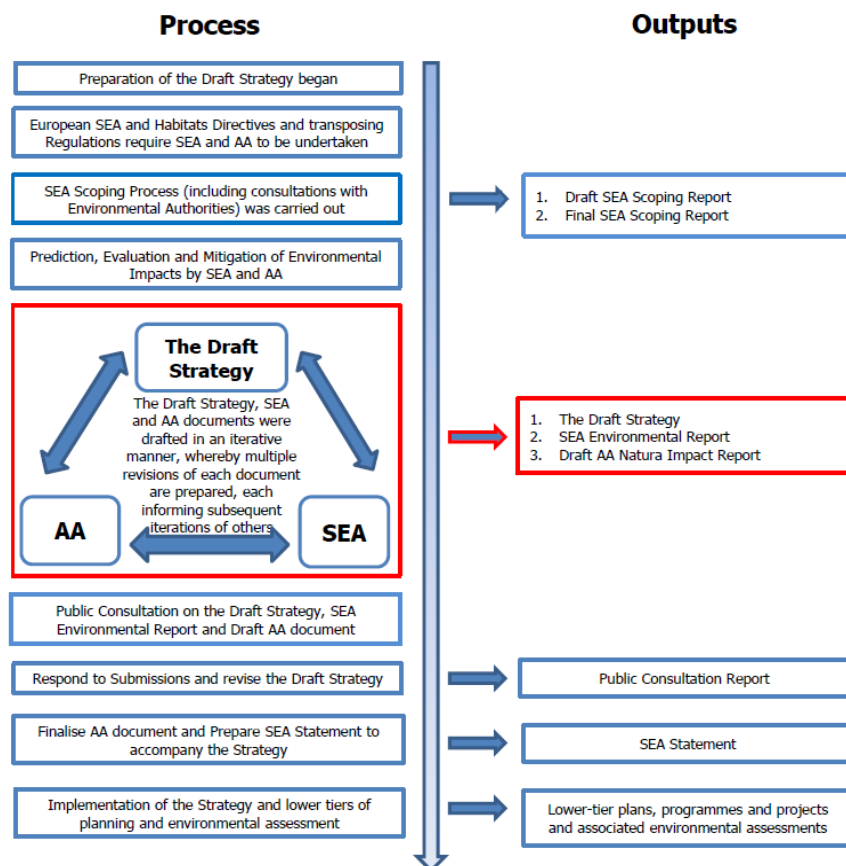 Process
Outputs
Preparation of the Draft Strategy began
European SEA and Habitats Directives and transposing
Regulations require SEA and AA to be undertaken
SEA Scoping Process (including consultations with
Environmental Authorities) was carried out
1. Draft SEA Scoping Report
2. Final SEA Scoping Report
Prediction, Evaluation and Mitigation of Environmental
Impacts by SEA and AA
The Draft
Strategy
The Draft Strategy, SEA
and AA documents were
drafted in an iterative
manner, whereby multiple
revisions of each document
are prepared, each
informing subsequent
iterations of others
AA
SEA
1. The Draft Strategy
2. SEA Environmental Report
3. Draft AA Natura Impact Report
Public Consultation on the Draft Strategy, SEA
Environmental Report and Draft AA document
Respond to Submissions and revise the Draft Strategy
Public Consultation Report
Finalise AA document and Prepare SEA Statement to
accompany the Strategy
SEA Statement
Implementation of the Strategy and lower tiers of
planning and environmental assessment
Lower-tier plans, programmes and projects
and associated environmental assessments